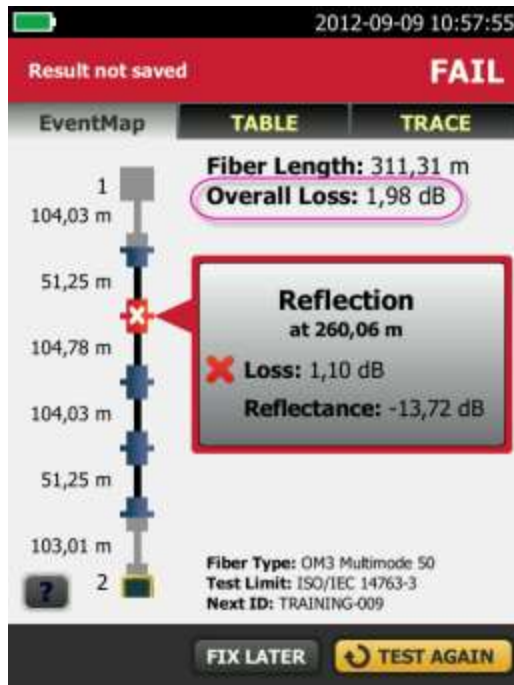 2012-09-09 10:57:55
Result not saved
FAIL
EventMap
TABLE
TRACE
Fiber Length: 311,31 m
Overall Loss: 1,98 dB
1
104,03 m
51,25 m
104,78 m
104,03 m
51,25 m
103,01 m
2
?
Reflection
at 260,06 m
Loss: 1,10 dB
Reflectance: -13,72 dB
Fiber Type: OM3 Multimode 50
Test Limit: ISO/IEC 14763-3
Next ID: TRAINING-009
FIX LATER
TEST AGAIN